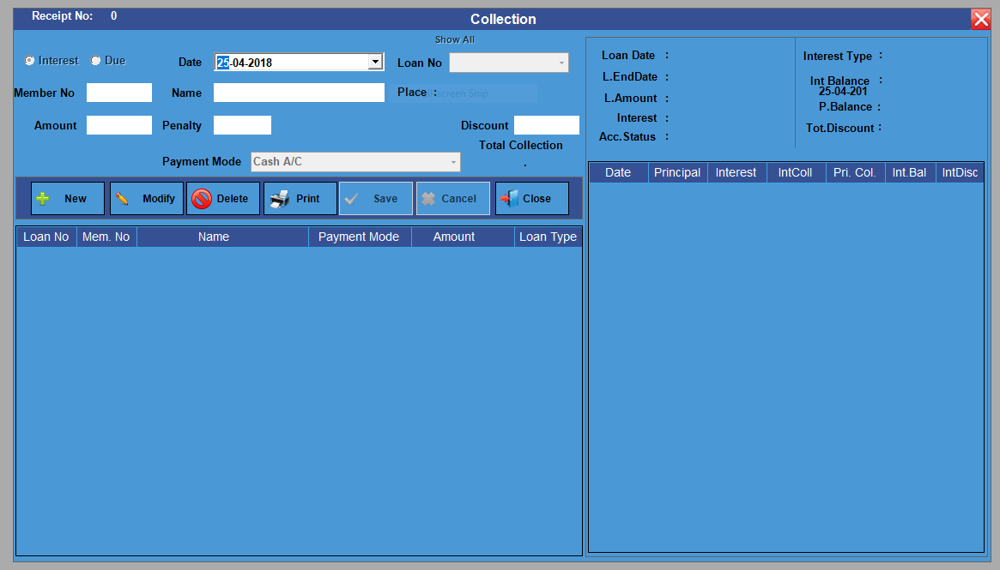 Receipt No: 0
Collection
Show All
Interest Due Date 25-04-2018 Loan No
Member No Name Place :
Amount Penalty Discount
Total Collection
.
Payment Mode Cash A/C
New Modify Delete Print Save Cancel Close
Loan No Mem. No Name Payment Mode Amount Loan Type
Loan Date :
L.EndDate :
L.Amount :
Interest :
Acc.Status :
Interest Type :
Int Balance :
25-04-201
P.Balance :
Tot.Discount :
Date Principal Interest IntColl Pri. Col. Int.Bal IntDisc